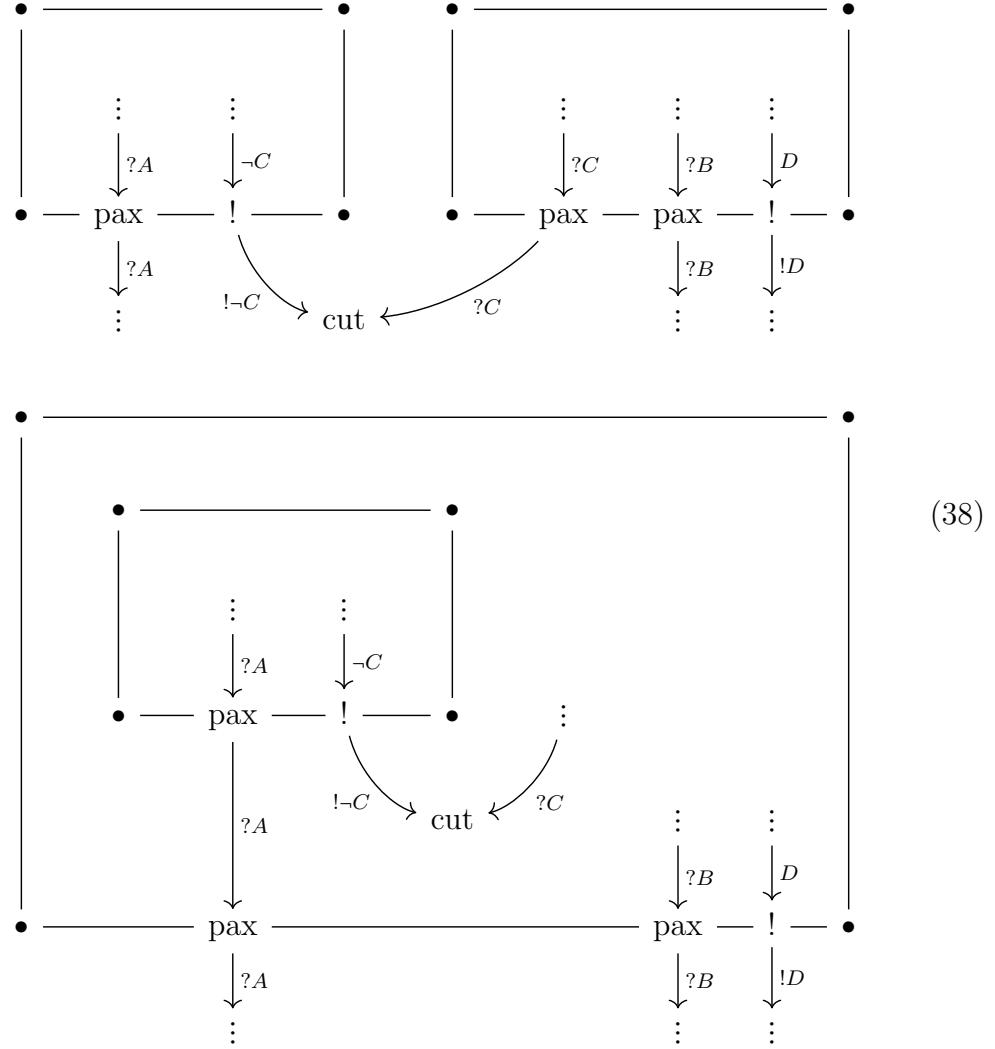 ⋮ ⋮ ⋮ ⋮ ⋮
?A ¬C ?C ?B D
pax ! pax pax !
?A ?B !D
!¬C ?C
⋮ cut ⋮ ⋮
(38)
⋮ ⋮
?A ¬C
pax ! ⋮
!¬C ?C
cut ⋮ ⋮
?A
?B D
pax pax !
?A ?B !D
⋮ ⋮ ⋮